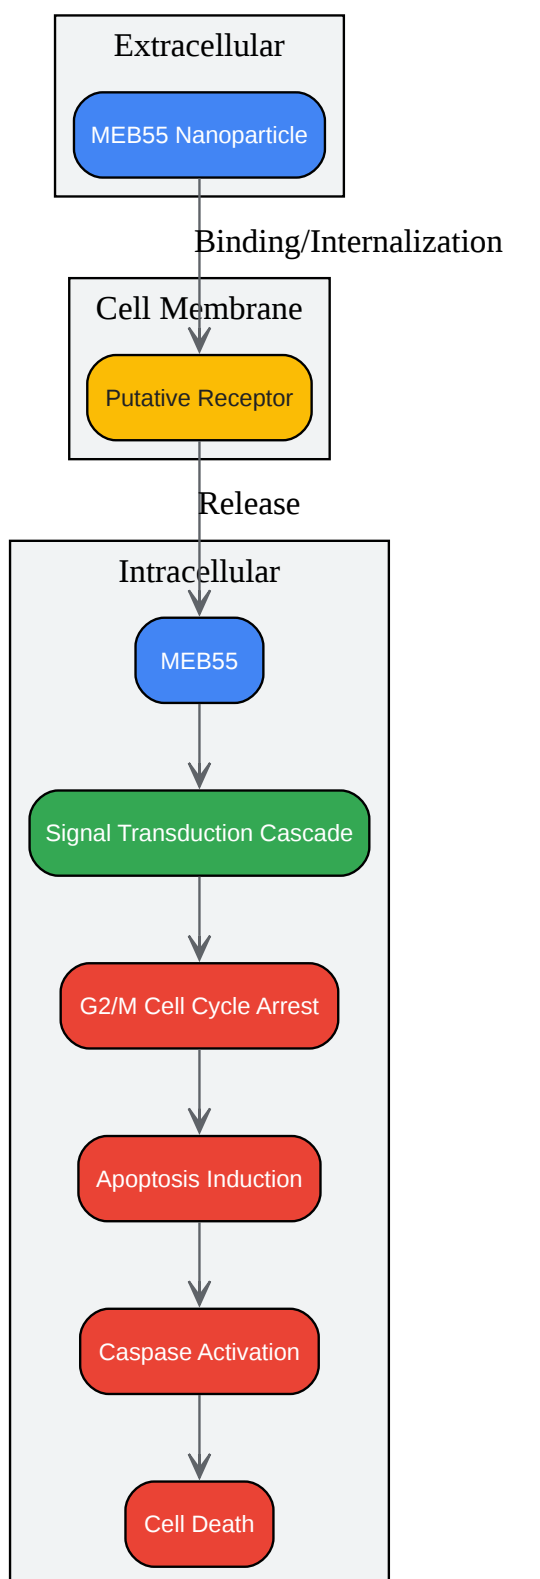 Extracellular
MEB55 Nanoparticle
Binding/Internalization
Cell Membrane
Putative Receptor
Release
Intracellular
MEB55
Signal Transduction Cascade
G2/M Cell Cycle Arrest
Apoptosis Induction
Caspase Activation
Cell Death